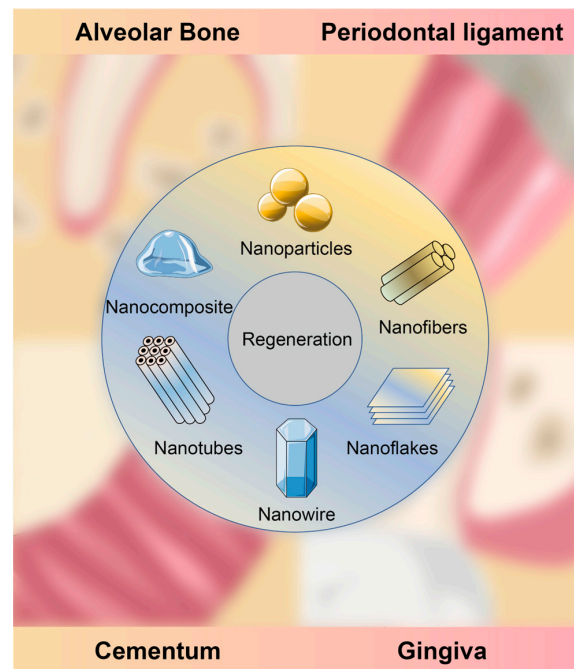 Alveolar Bone
Periodontal ligament
Nanoparticles
Nanocomposite
Nanofibers
Regeneration
Nanotubes
Nanoflakes
Nanowire
Cementum
Gingiva